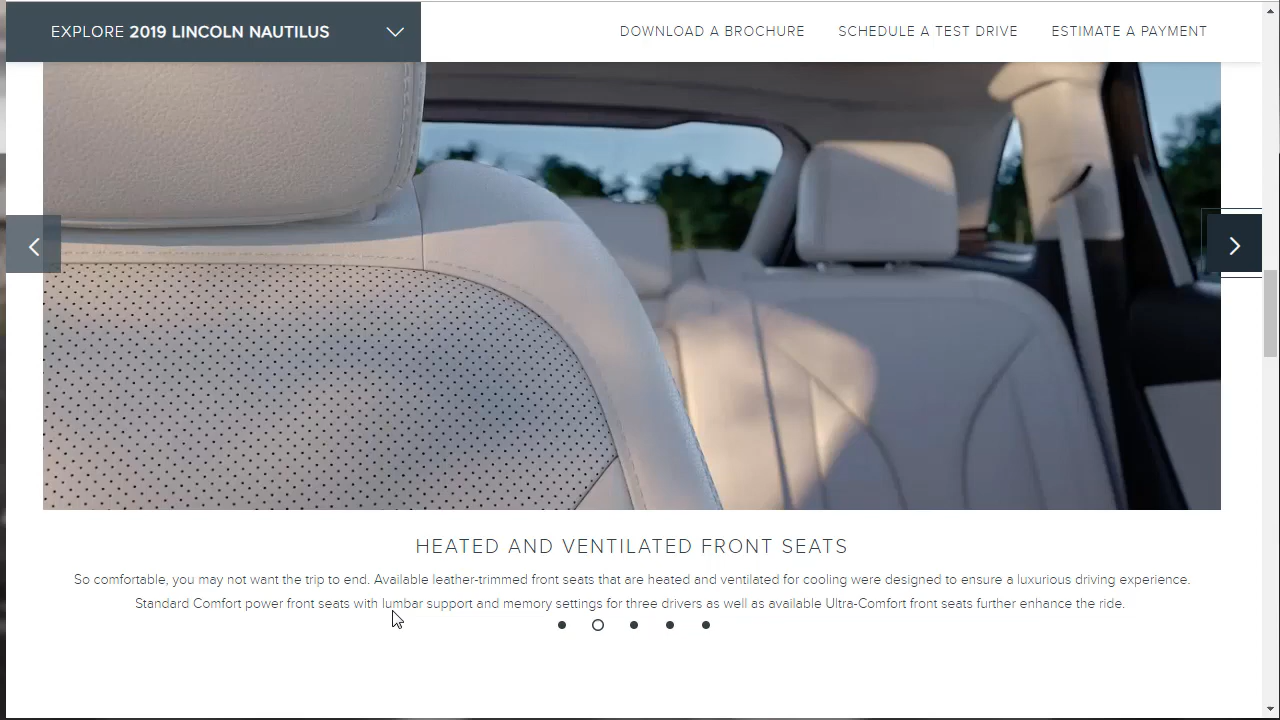 EXPLORE 2019 LINCOLN NAUTILUS
DOWNLOAD A BROCHURE
SCHEDULE A TEST DRIVE
ESTIMATE A PAYMENT
HEATED AND VENTILATED FRONT SEATS
So comfortable, you may not want the trip to end. Available leather-trimmed front seats that are heated and ventilated for cooling were designed to ensure a luxurious driving experience.
Standard Comfort power front seats with lumbar support and memory settings for three drivers as well as available Ultra-Comfort front seats further enhance the ride.